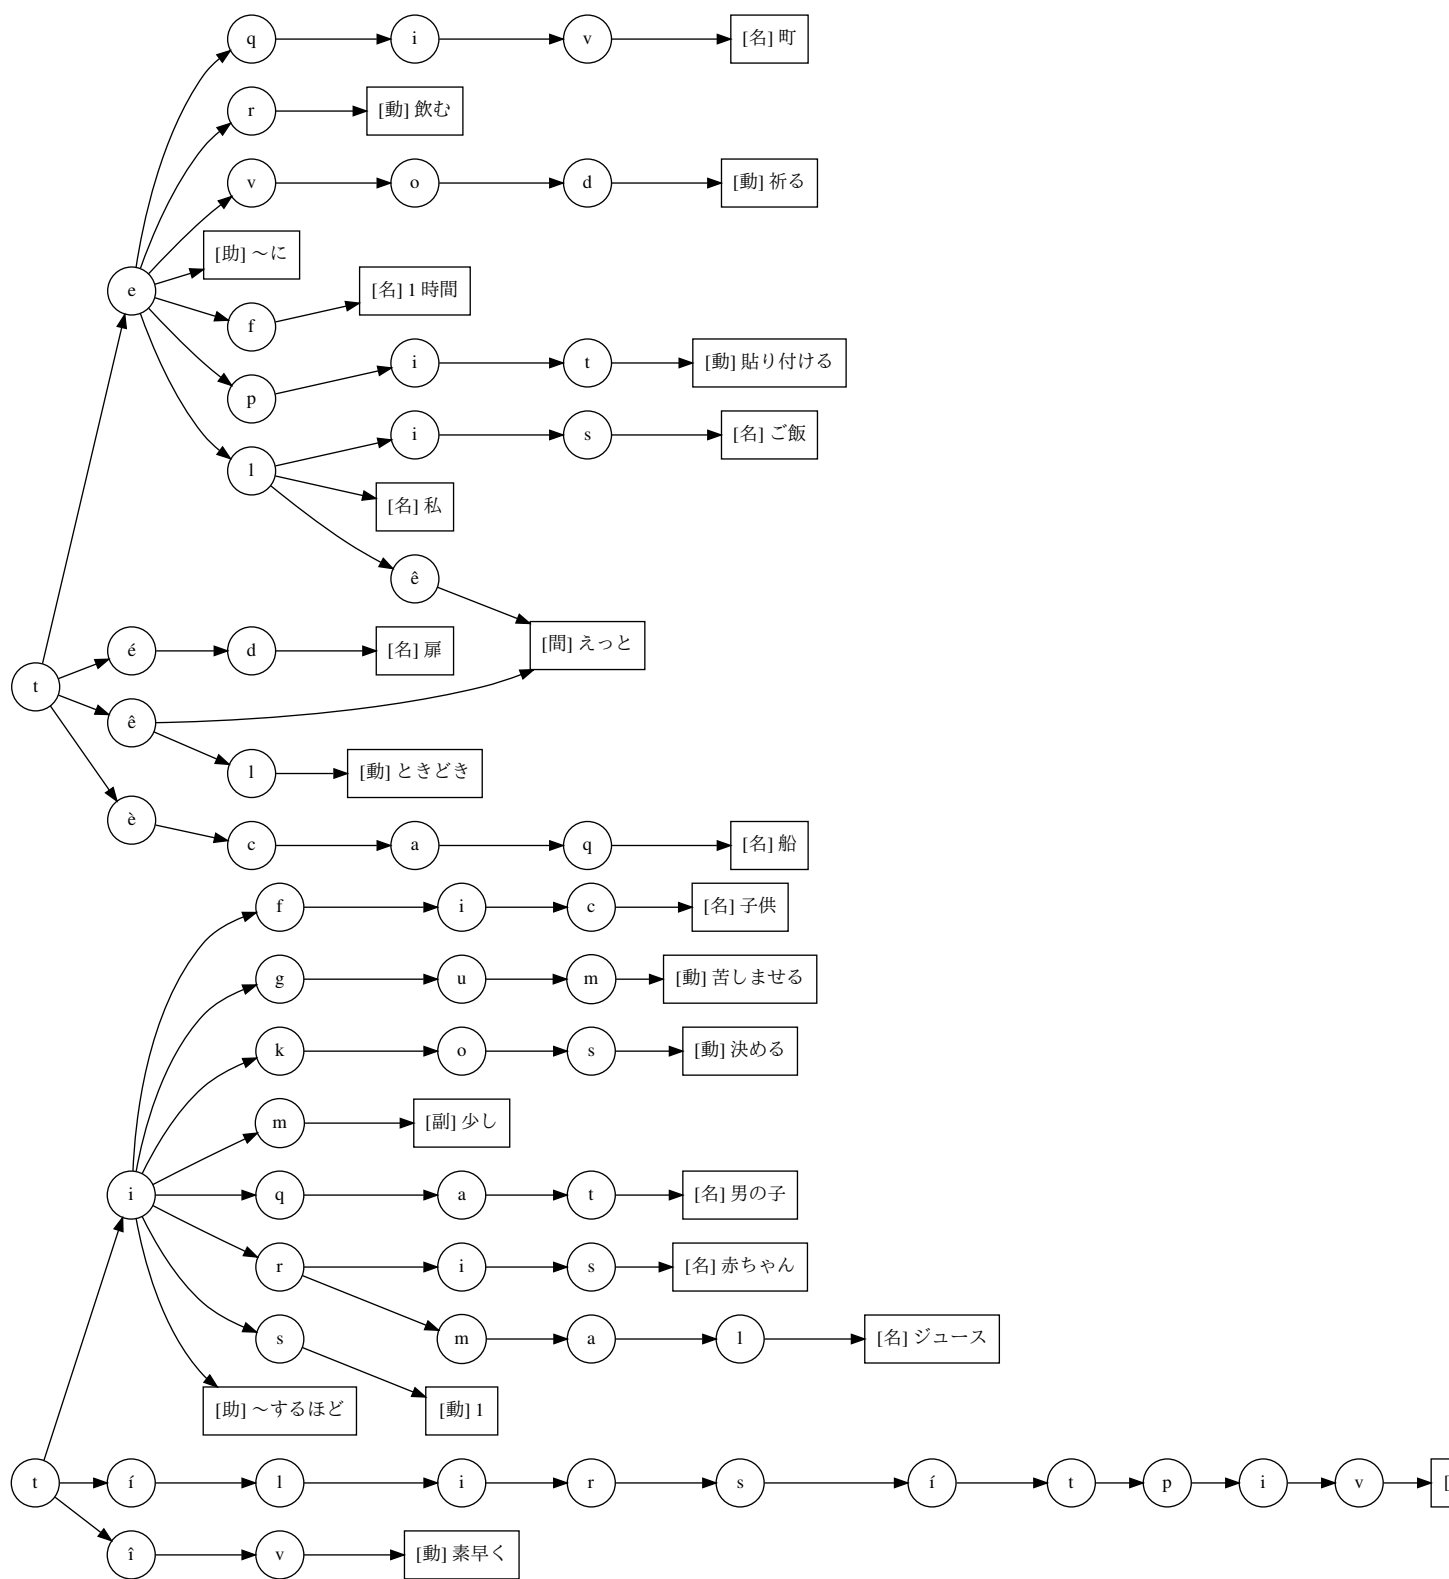 q i v [名] 町
r [動] 飲む
v o d [動] 祈る
[助] ～に
e
f [名] 1 時間
p i t [動] 貼り付ける
l i s [名] ご飯
[名] 私
ê
[間] えっと
t é d [名] 扉
ê
l [動] ときどき
è c a q [名] 船
f i c [名] 子供
g u m [動] 苦しませる
k o s [動] 決める
m [副] 少し
i q a t [名] 男の子
r i s [名] 赤ちゃん
s m a l [名] ジュース
[助] ～するほど [動] 1
t í l i r s í t p i v [
î v [動] 素早く